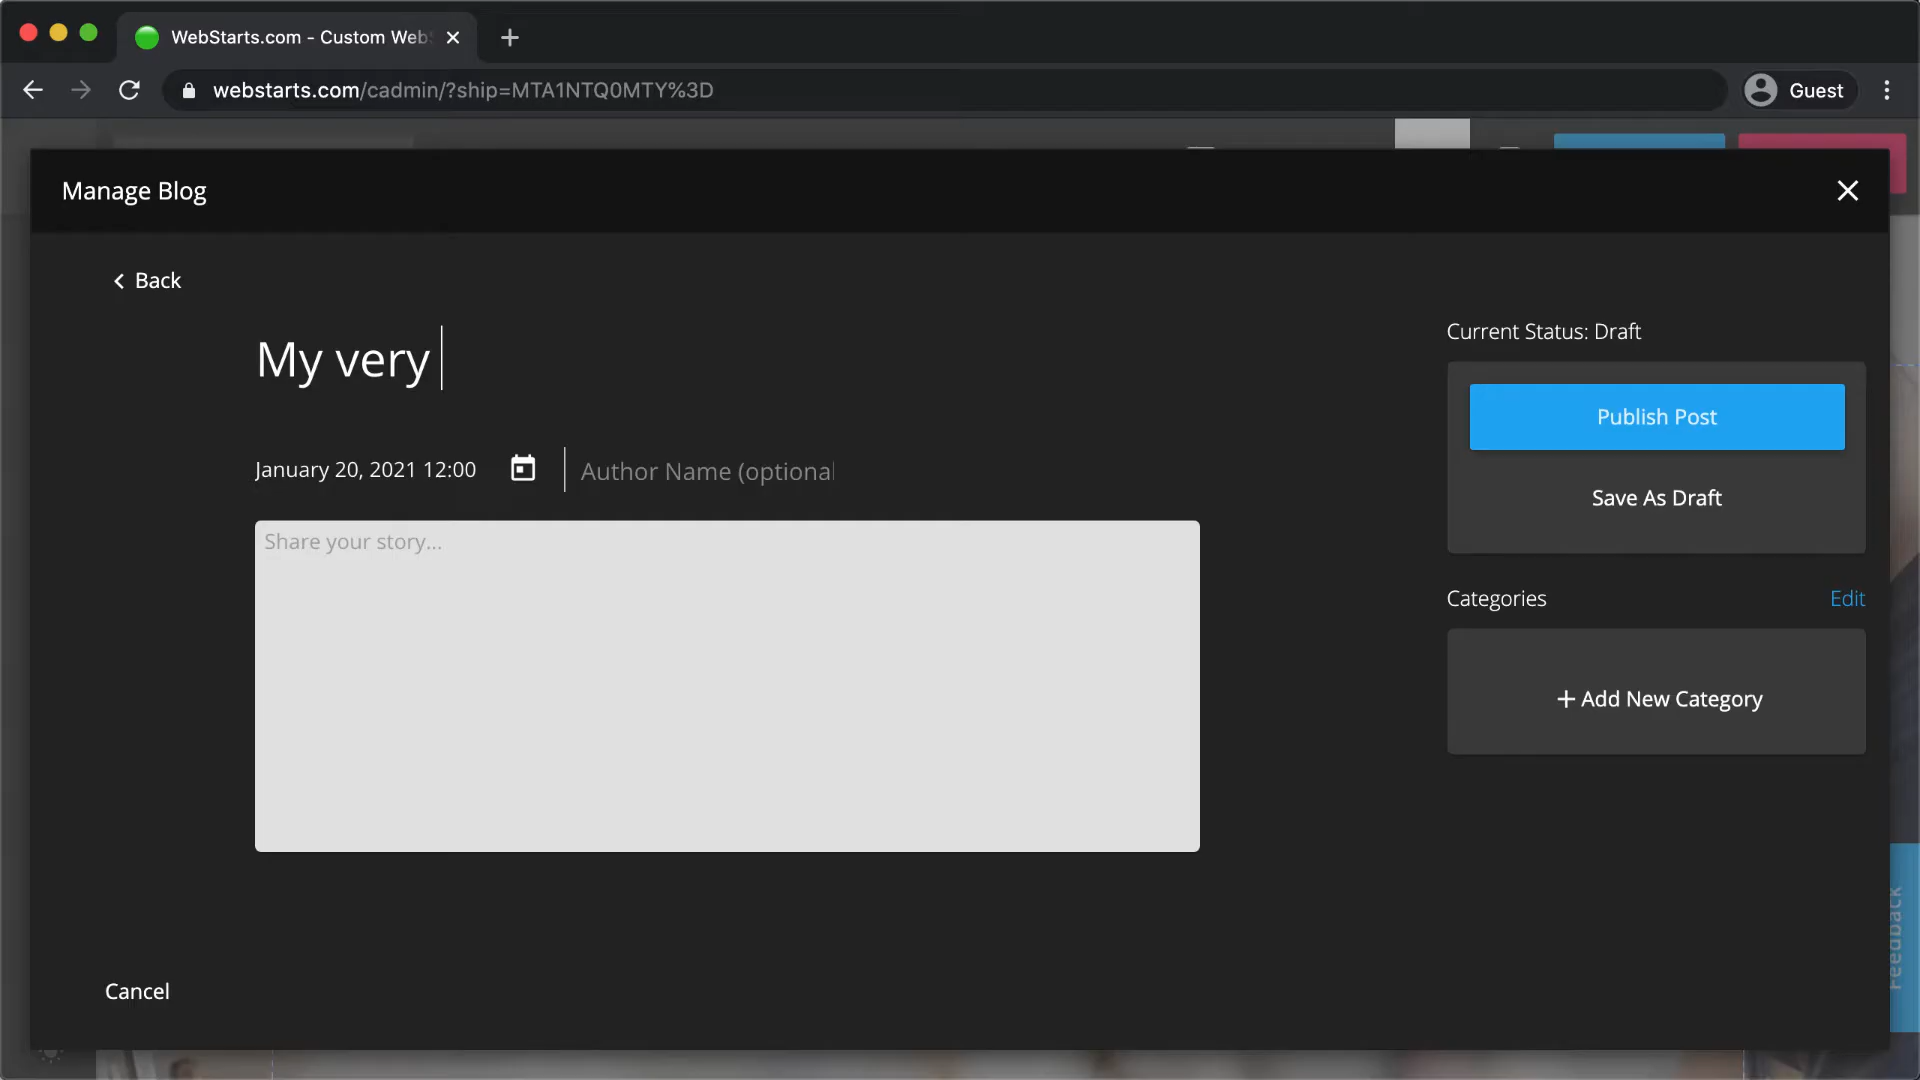 WebStarts.com - Custom Web
webstarts.com/cadmin/?ship=MTA1NTQ0MTY%3D
Guest
Manage Blog
Back
My very
Current Status: Draft
Publish Post
January 20, 2021 12:00
Author Name (optional
Save As Draft
Share your story...
Categories
Edit
+ Add New Category
Feedback
Cancel